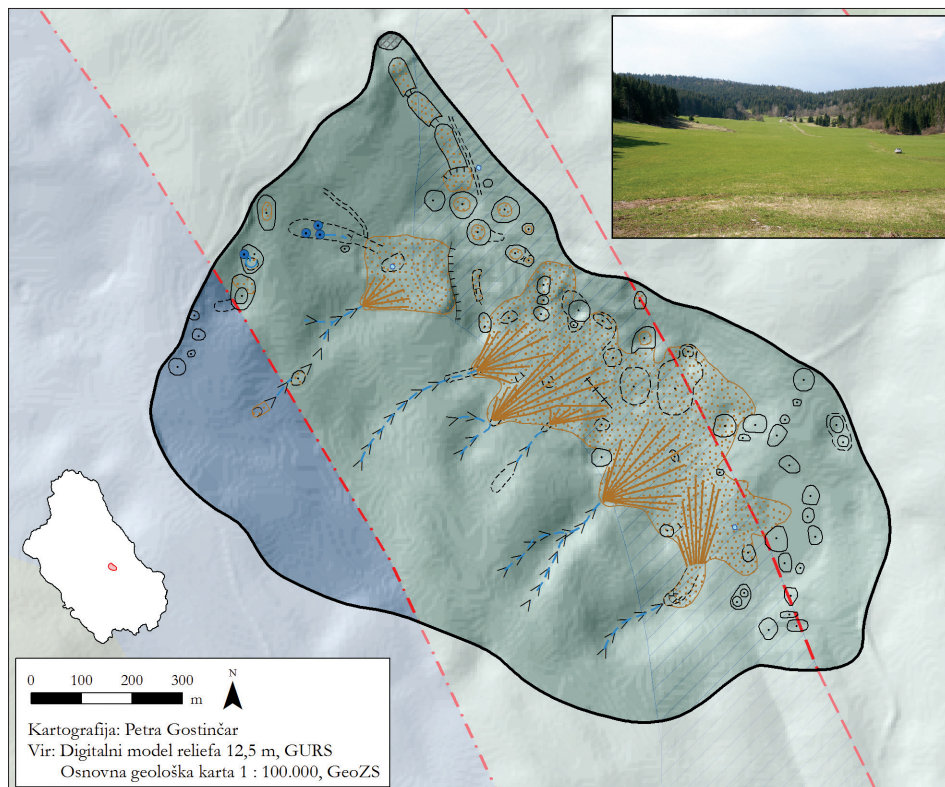 N
0 100 200 300 m
Kartografija: Petra Gostinčar
Vir: Digitalni model reliefa 12,5 m, GURS
Osnovna geološka karta 1 : 100.000, GeoZS